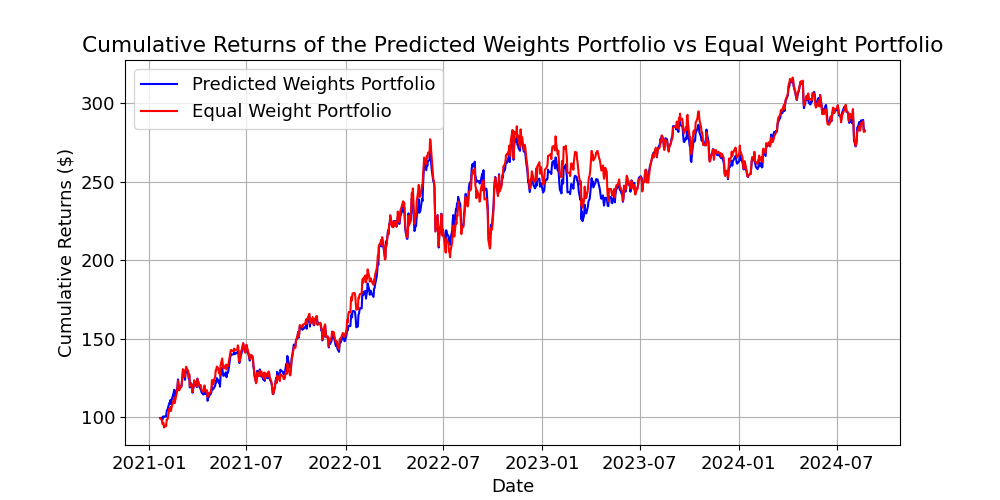 Cumulative Returns of the Predicted Weights Portfolio vs Equal Weight Portfolio
Predicted Weights Portfolio
Equal Weight Portfolio
Cumulative Returns ($)
300
250
200
150
100
2021-01 2021-07 2022-01 2022-07 2023-01 2023-07 2024-01 2024-07
Date